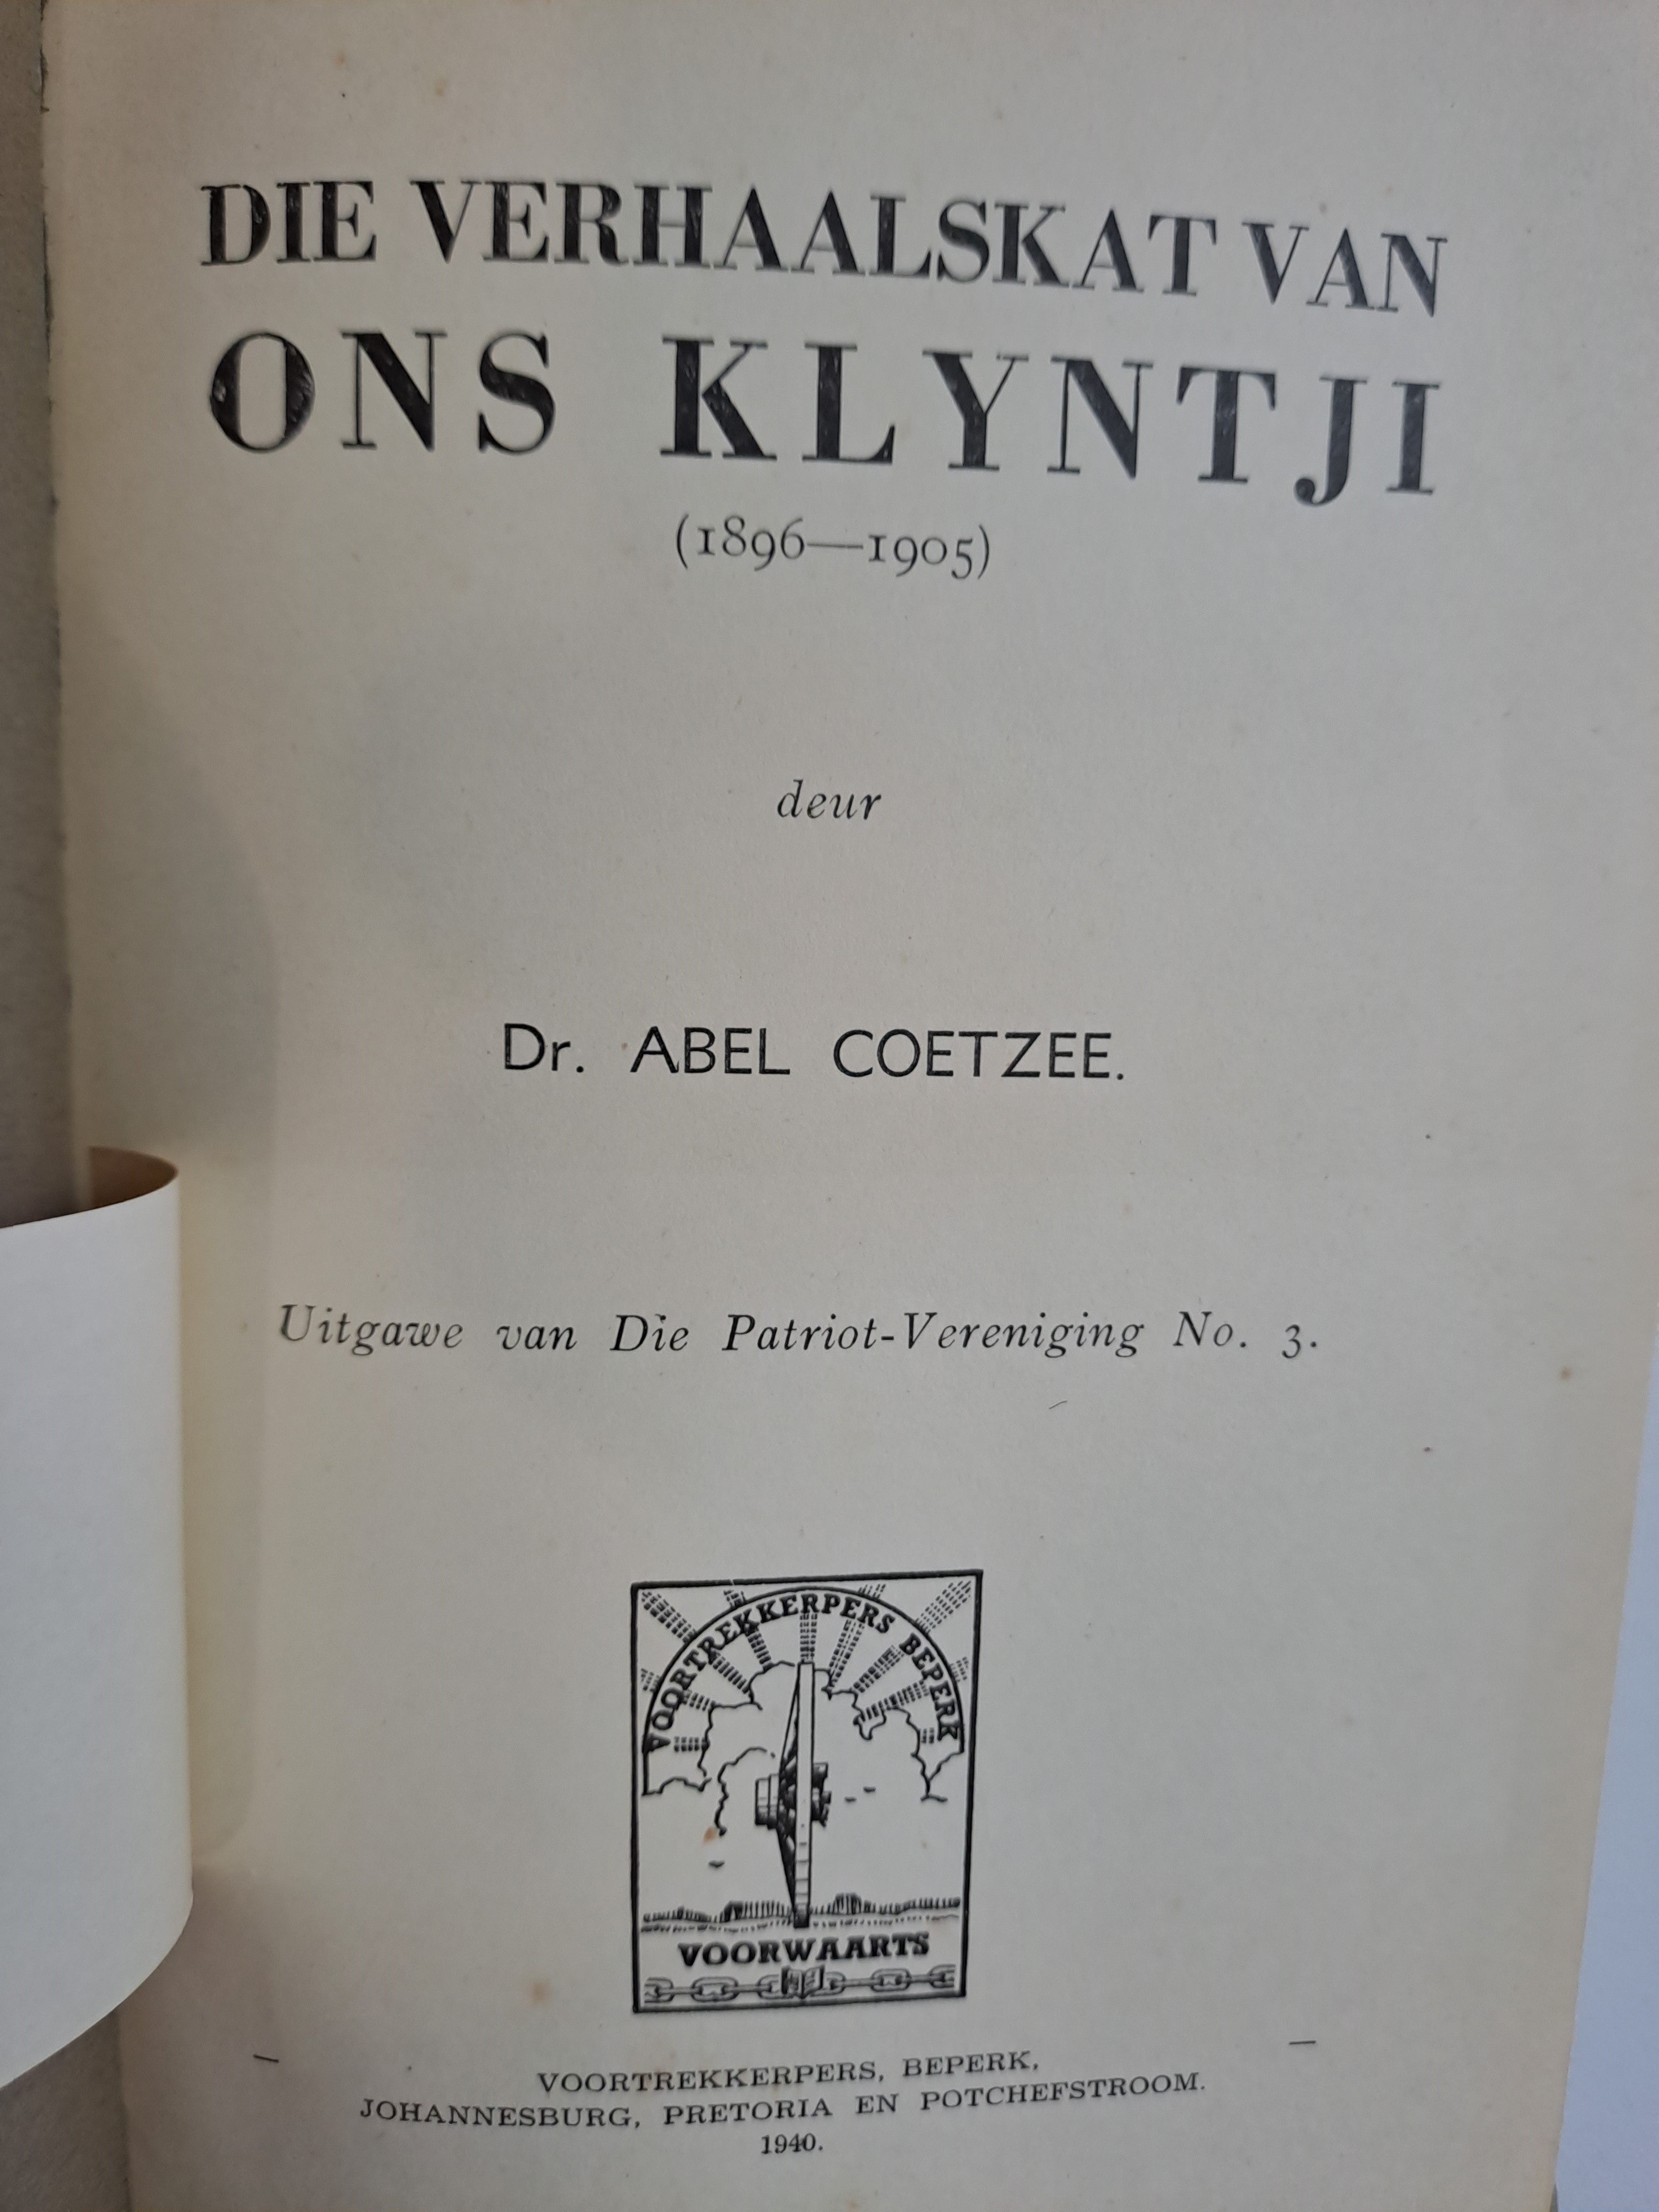 DIE VERHAALSKAT VAN
ONS KLYNTJI
(1896—1905)
deur
Dr. ABEL COETZEE.
Uitgawe van Die Patriot-Vereniging No. 3.
VOORTREKKERPERS BEPERK
VOORWAARTS
VOORTREKKERPERS, BEPERK,
JOHANNESBURG, PRETORIA EN POTCHEFSTROOM.
1940.